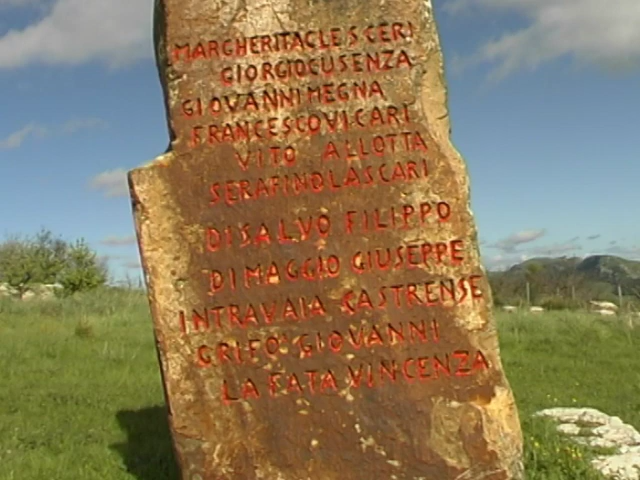 MARGHERITA CLESCERI
GIORGIO CUSENZA
GIOVANNI MEGNA
FRANCESCO VICARI
VITO ALLOTTA
SERAFINO LASCARI
DI SALVO FILIPPO
DI MAGGIO GIUSEPPE
INTRAVAIA CASTRENSE
GRIFO' GIOVANNI
LA FATA VINCENZA